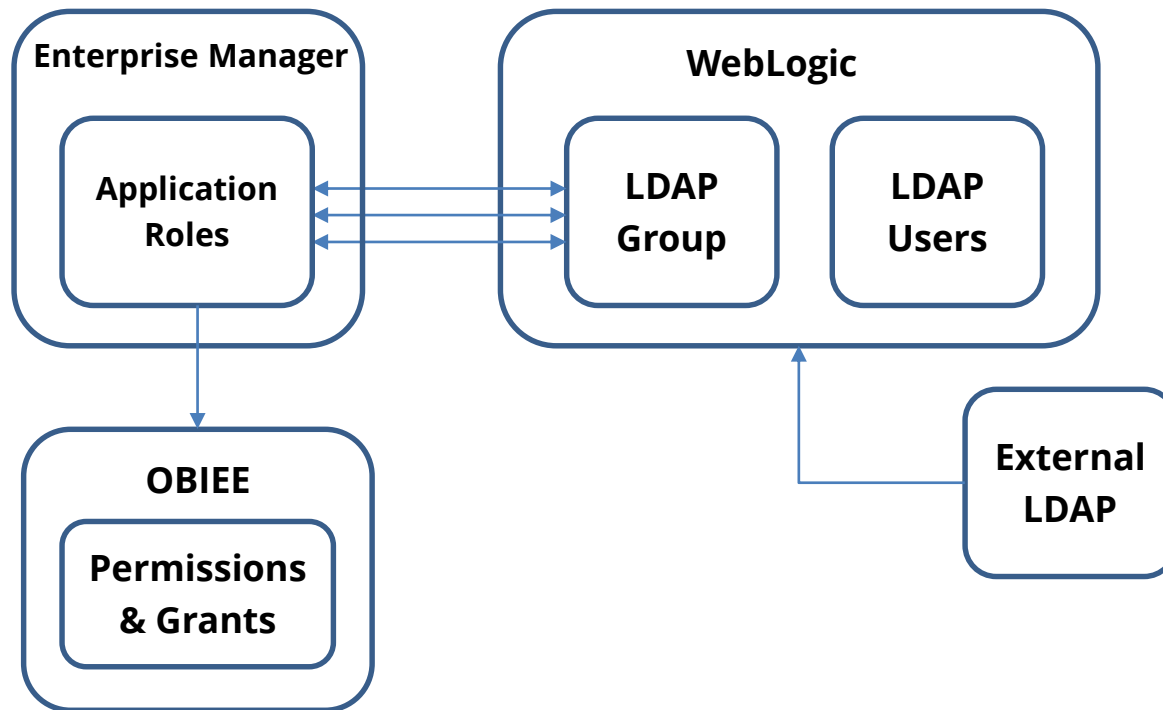 Enterprise Manager
WebLogic
Application
Roles
LDAP
Group
LDAP
Users
OBIEE
Permissions
& Grants
External
LDAP